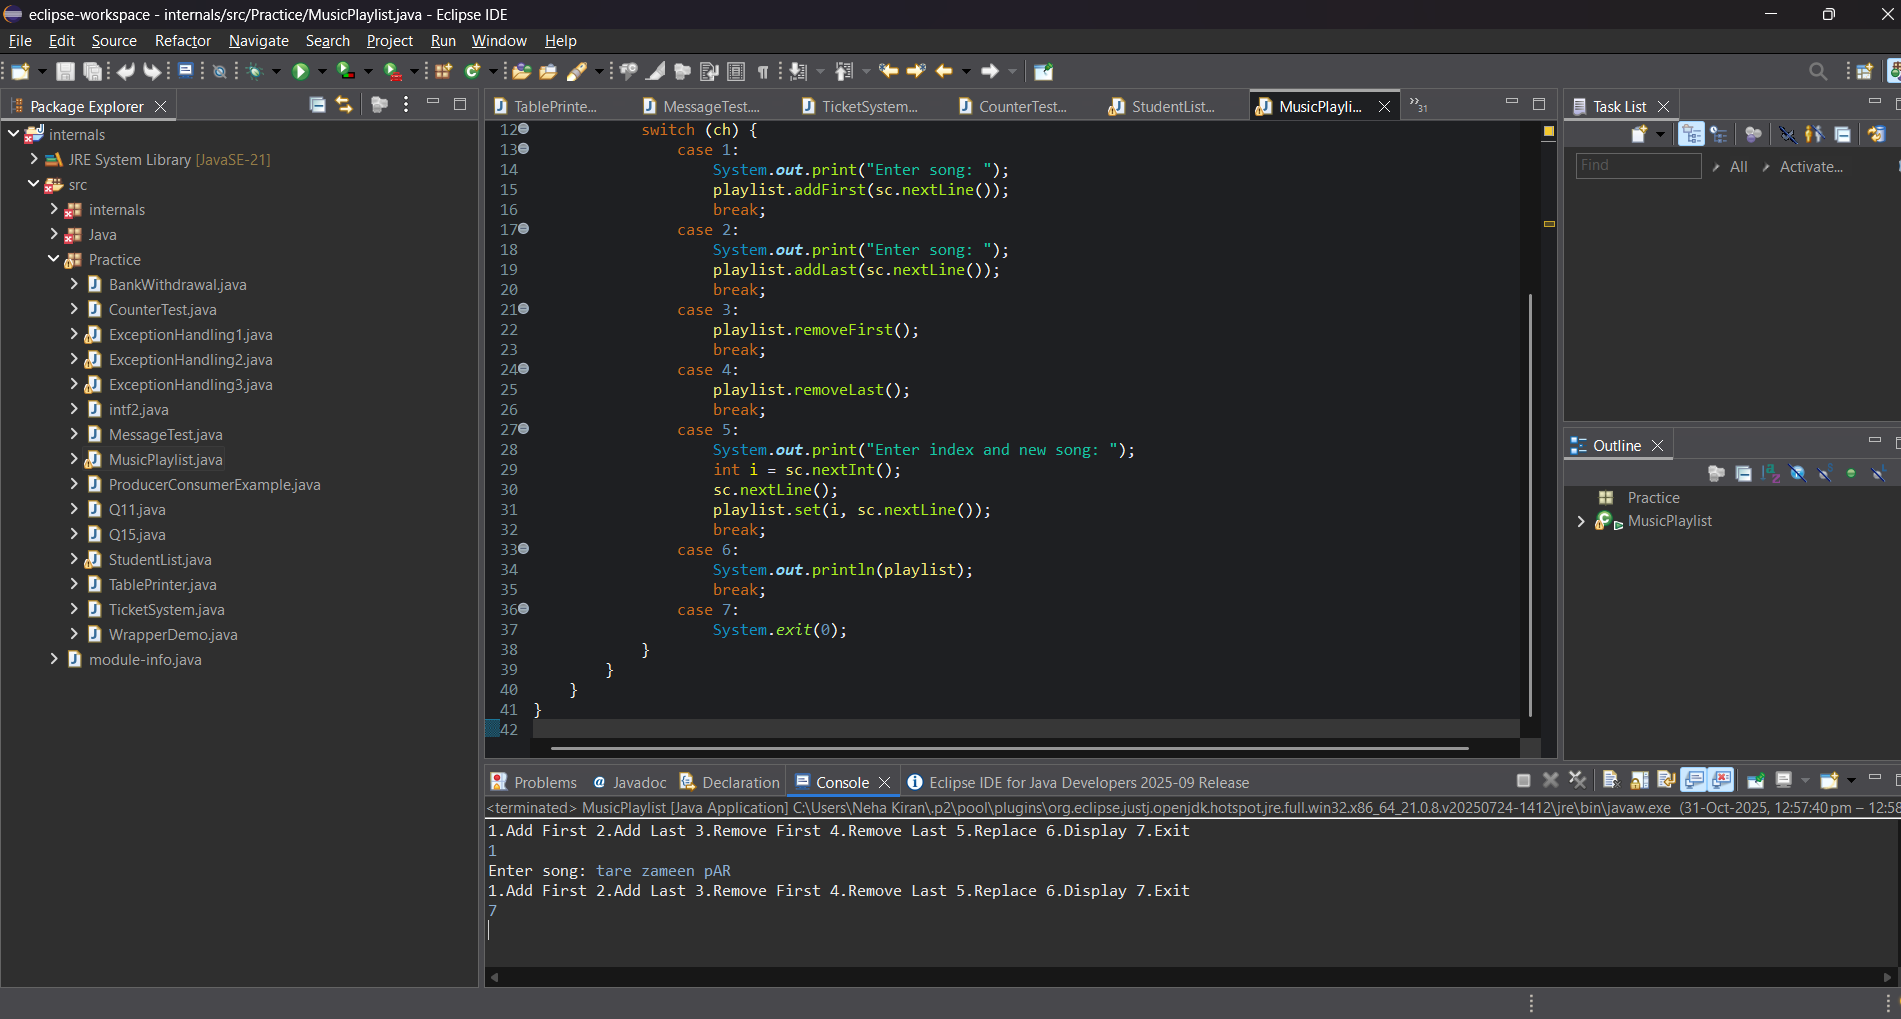 eclipse-workspace - internals/src/Practice/MusicPlaylist.java - Eclipse IDE
File Edit Source Refactor Navigate Search Project Run Window Help
Package Explorer
internals
JRE System Library [JavaSE-21]
src
internals
Java
Practice
BankWithdrawal.java
CounterTest.java
ExceptionHandling1.java
ExceptionHandling2.java
ExceptionHandling3.java
intf2.java
MessageTest.java
MusicPlaylist.java
ProducerConsumerExample.java
Q11.java
Q15.java
StudentList.java
TablePrinter.java
TicketSystem.java
WrapperDemo.java
module-info.java
TablePrinte... MessageTest.... TicketSystem... CounterTest... StudentList... MusicPlayli... »31
12 switch (ch) {
13 case 1:
14 System.out.print("Enter song: ");
15 playlist.addFirst(sc.nextLine());
16 break;
17 case 2:
18 System.out.print("Enter song: ");
19 playlist.addLast(sc.nextLine());
20 break;
21 case 3:
22 playlist.removeFirst();
23 break;
24 case 4:
25 playlist.removeLast();
26 break;
27 case 5:
28 System.out.print("Enter index and new song: ");
29 int i = sc.nextInt();
30 sc.nextLine();
31 playlist.set(i, sc.nextLine());
32 break;
33 case 6:
34 System.out.println(playlist);
35 break;
36 case 7:
37 System.exit(0);
38 }
39 }
40 }
41 }
42
Task List
Find All Activate...
Outline
Practice
MusicPlaylist
Problems Javadoc Declaration Console Eclipse IDE for Java Developers 2025-09 Release
<terminated> MusicPlaylist [Java Application] C:\Users\Neha Kiran\.p2\pool\plugins\org.eclipse.justj.openjdk.hotspot.jre.full.win32.x86_64_21.0.8.v20250724-1412\jre\bin\javaw.exe (31-Oct-2025, 12:57:40 pm – 12:58
1.Add First 2.Add Last 3.Remove First 4.Remove Last 5.Replace 6.Display 7.Exit
1
Enter song: tare zameen pAR
1.Add First 2.Add Last 3.Remove First 4.Remove Last 5.Replace 6.Display 7.Exit
7